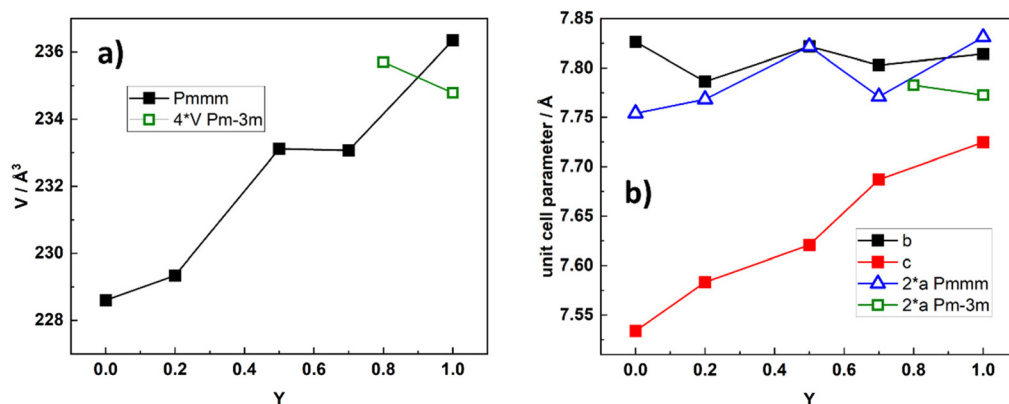 a)
Pmmm
4*V Pm-3m
V / Å³
236
234
232
230
228
0.0 0.2 0.4 0.6 0.8 1.0
Y
b)
b
c
2*a Pmmm
2*a Pm-3m
unit cell parameter / Å
7.85
7.80
7.75
7.70
7.65
7.60
7.55
0.0 0.2 0.4 0.6 0.8 1.0
Y